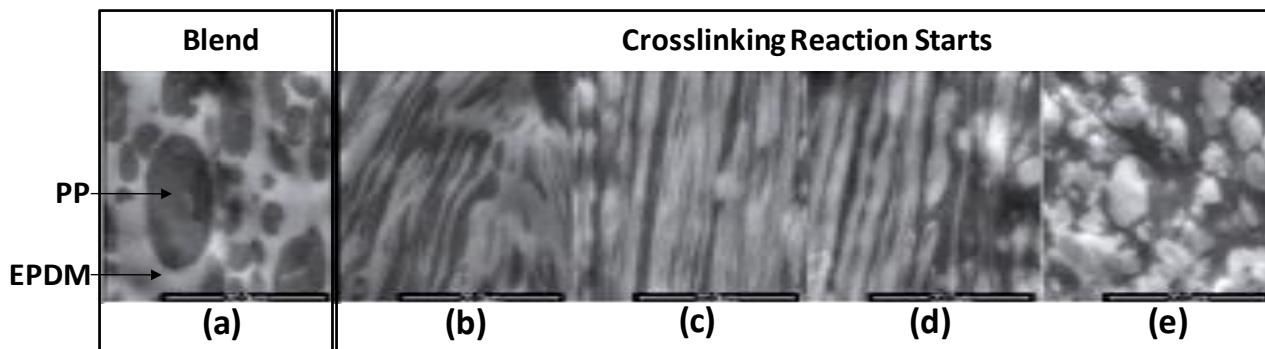 Blend
Crosslinking Reaction Starts
PP
EPDM
(a)
(b)
(c)
(d)
(e)